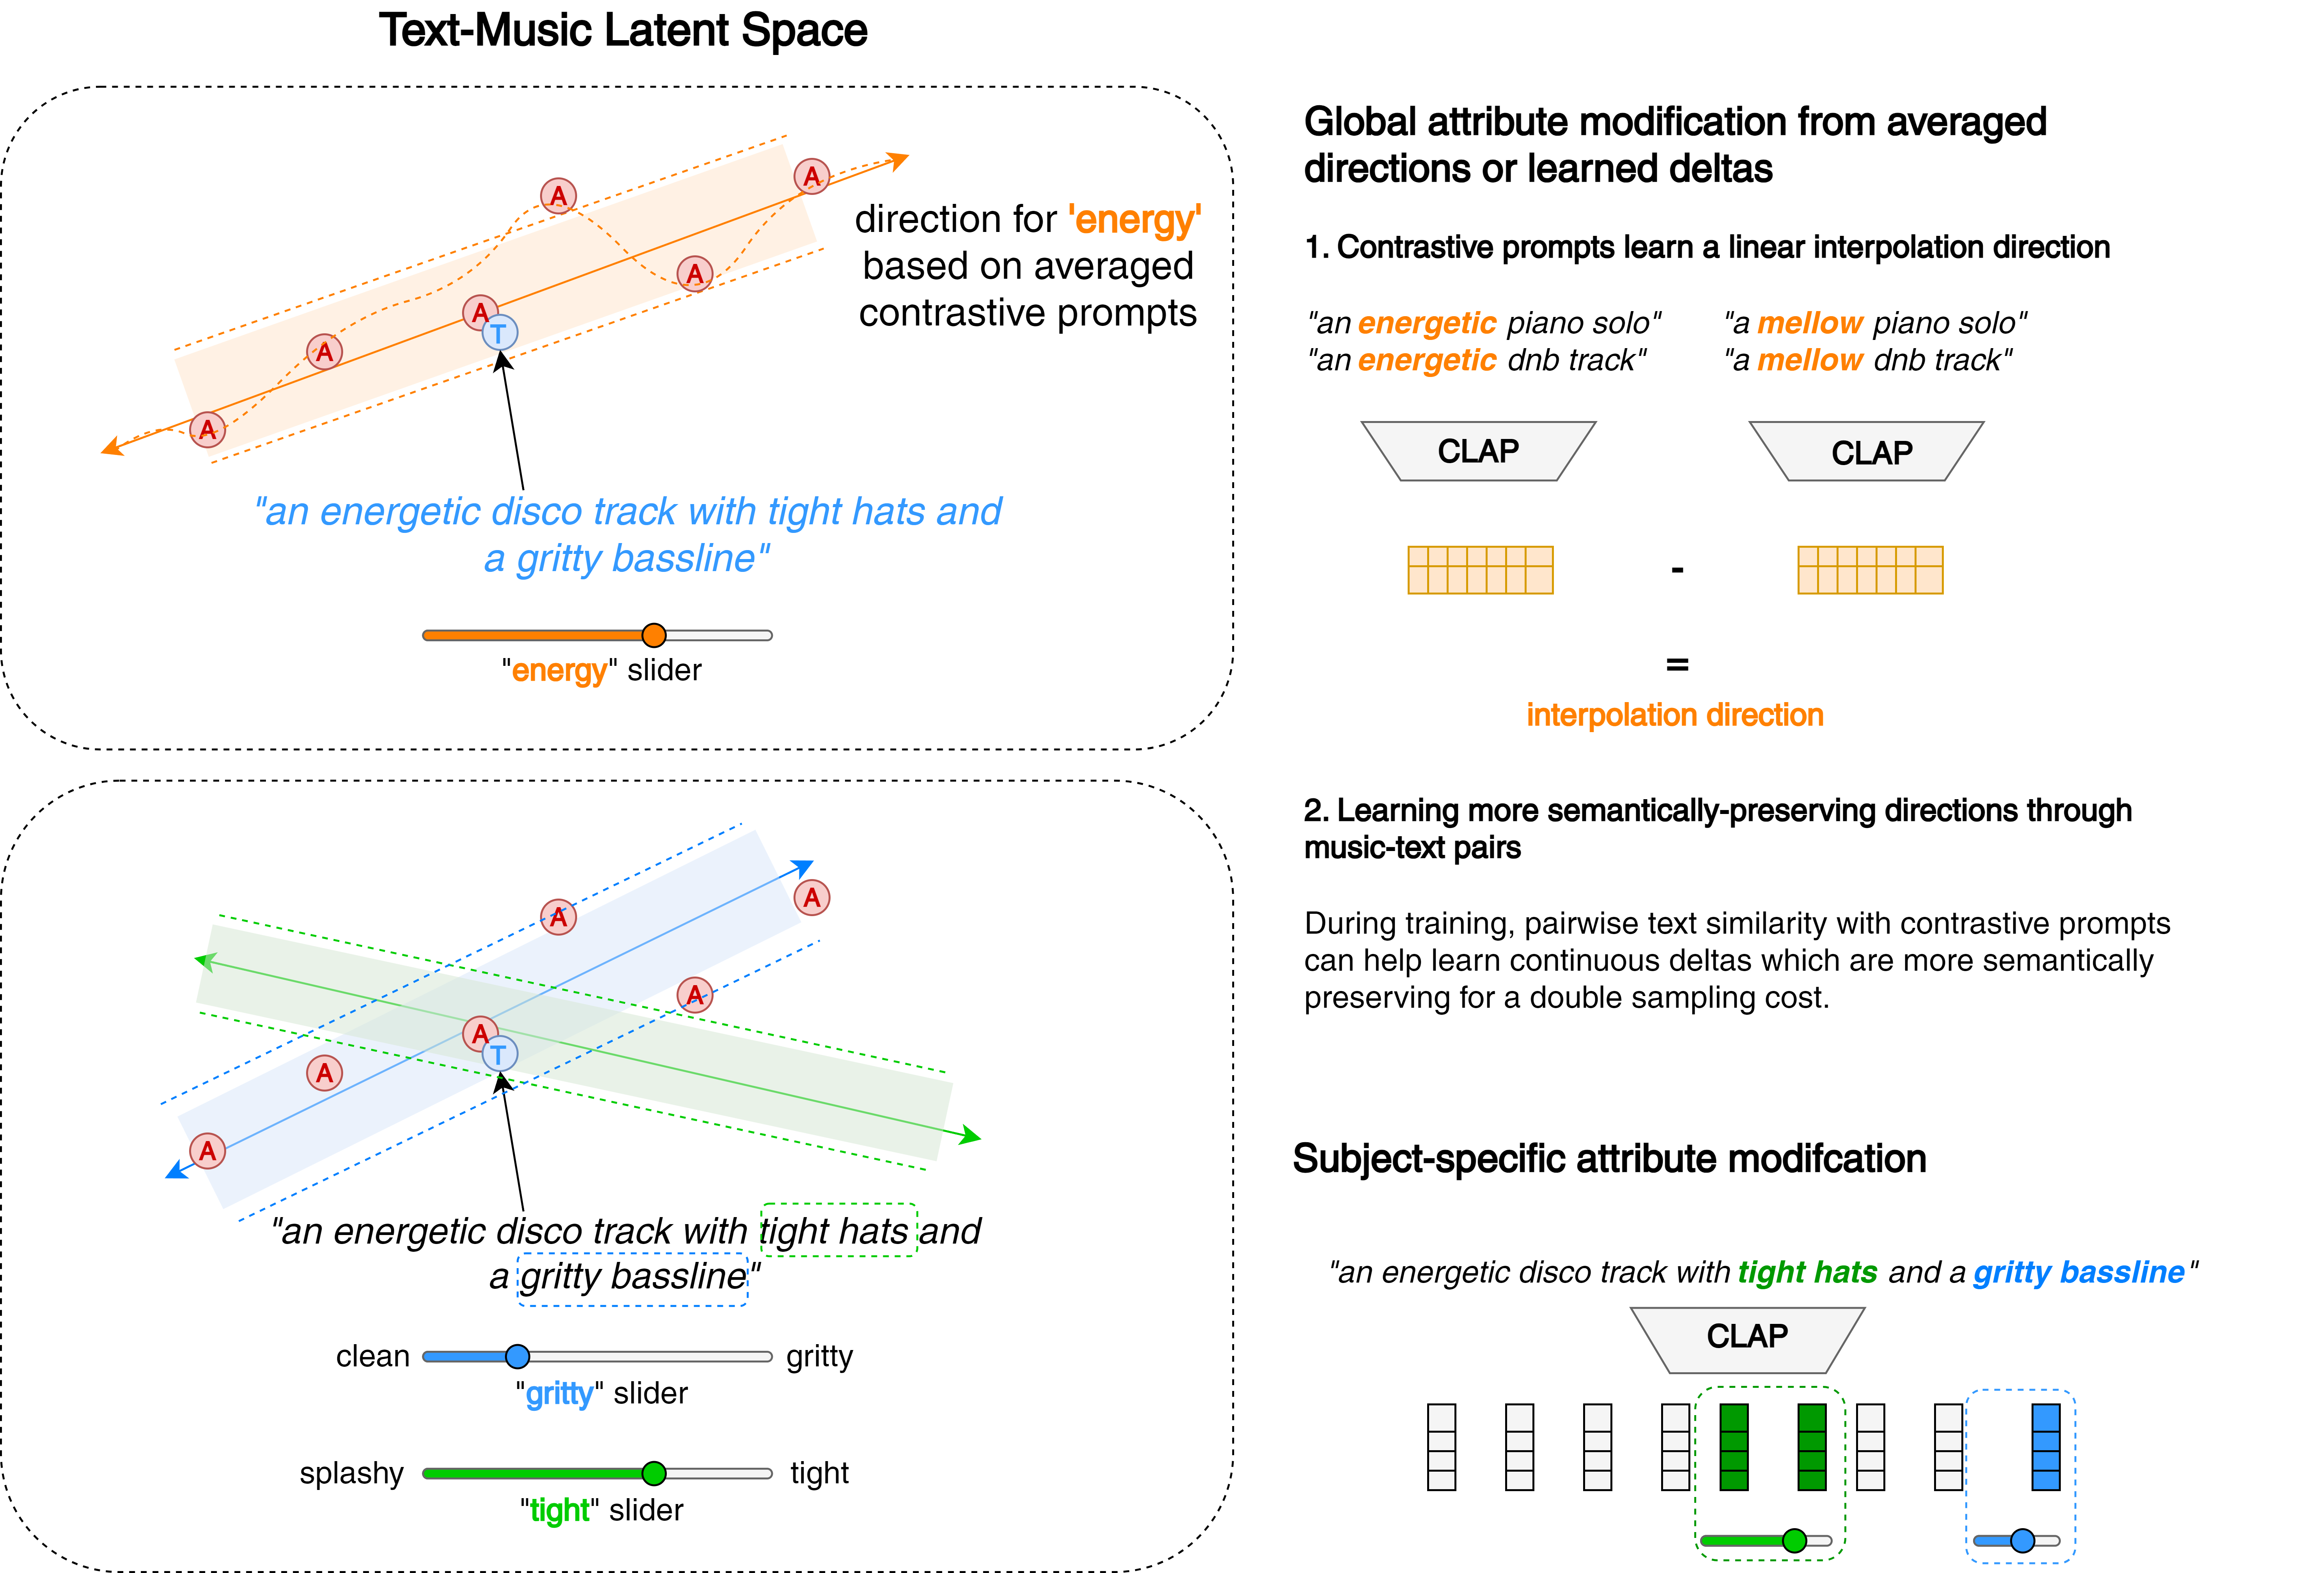 Text-Music Latent Space
A
A
direction for 'energy'
based on averaged
contrastive prompts
A
A
T
A
A
"an energetic disco track with tight hats and
a gritty bassline"
"energy" slider
A
A
A
A
T
A
A
"an energetic disco track with tight hats and
a gritty bassline"
clean
gritty
"gritty" slider
splashy
tight
"tight" slider
Global attribute modification from averaged
directions or learned deltas
1. Contrastive prompts learn a linear interpolation direction
"an energetic piano solo"
"an energetic dnb track"
"a mellow piano solo"
"a mellow dnb track"
CLAP
CLAP
-
=
interpolation direction
2. Learning more semantically-preserving directions through
music-text pairs
During training, pairwise text similarity with contrastive prompts
can help learn continuous deltas which are more semantically
preserving for a double sampling cost.
Subject-specific attribute modifcation
"an energetic disco track with tight hats and a gritty bassline"
CLAP